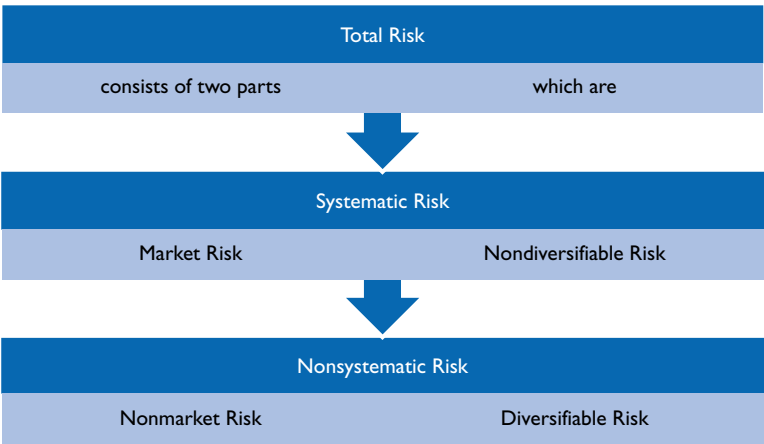 Total Risk
consists of two parts which are
Systematic Risk
Market Risk Nondiversifiable Risk
Nonsystematic Risk
Nonmarket Risk Diversifiable Risk